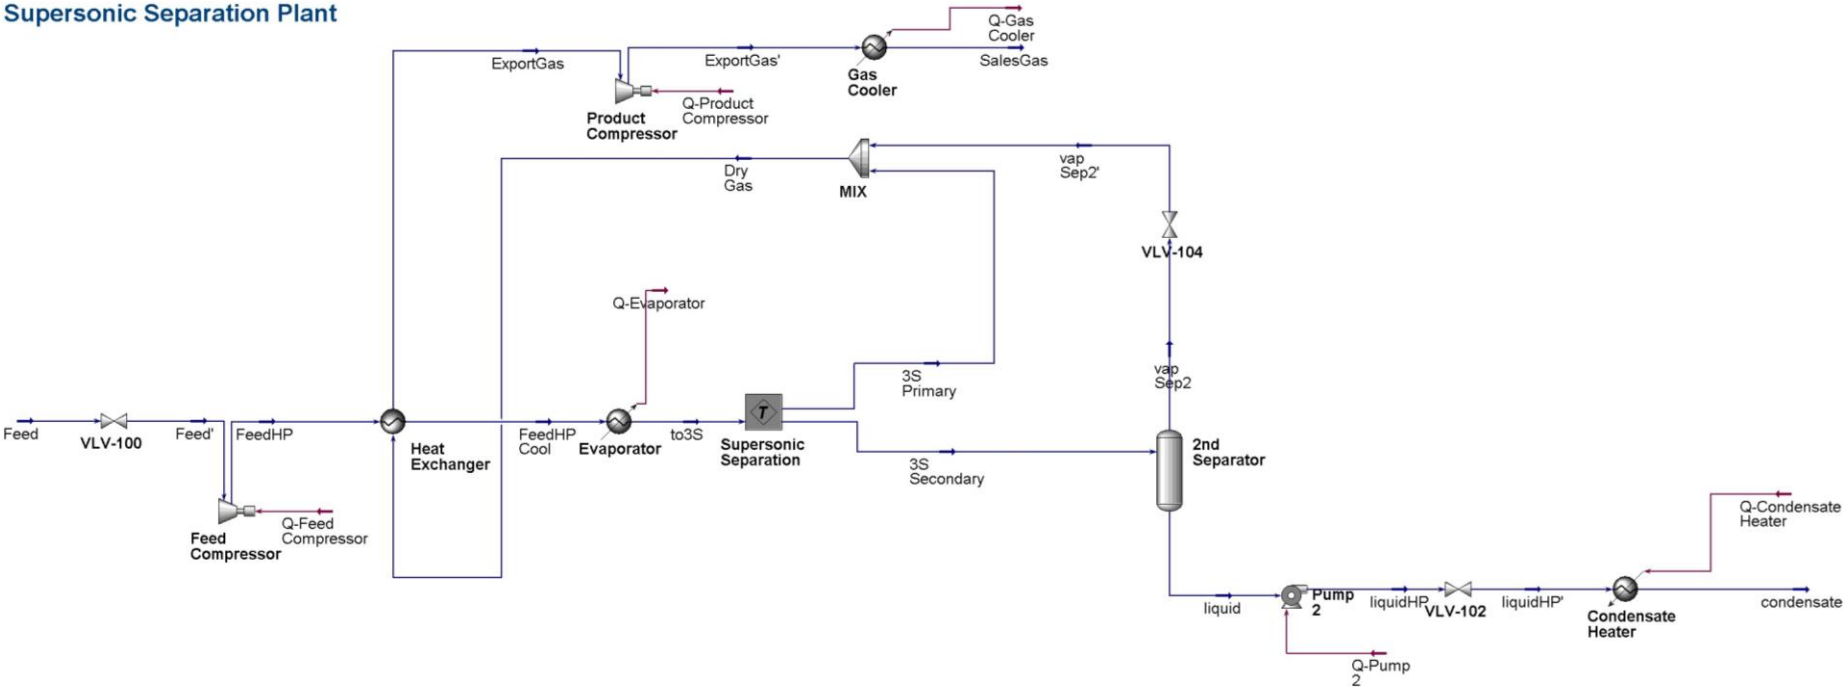 Supersonic Separation Plant
Q-Gas
Cooler
ExportGas
ExportGas'
SalesGas
Gas
Cooler
Q-Product
Compressor
Product
Compressor
vap
Sep2'
Dry
Gas
MIX
VLV-104
Q-Evaporator
vap
Sep2
3S
Primary
Feed
VLV-100
Feed'
FeedHP
Heat
Exchanger
FeedHP
Cool
Evaporator
to3S
T
Supersonic
Separation
3S
Secondary
2nd
Separator
Q-Feed
Compressor
Feed
Compressor
Q-Condensate
Heater
liquid
Pump
2
liquidHP
VLV-102
liquidHP'
Condensate
Heater
condensate
Q-Pump
2